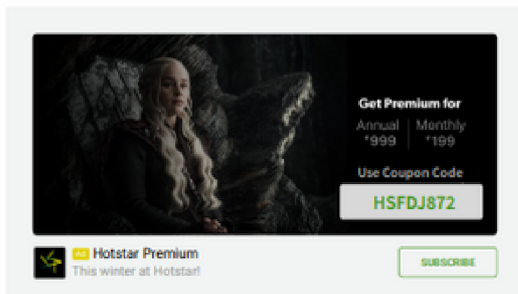 Get Premium for
Annual Monthly
₹999 ₹199
Use Coupon Code
HSFDJ872
Ad Hotstar Premium
This winter at Hotstar!
SUBSCRIBE